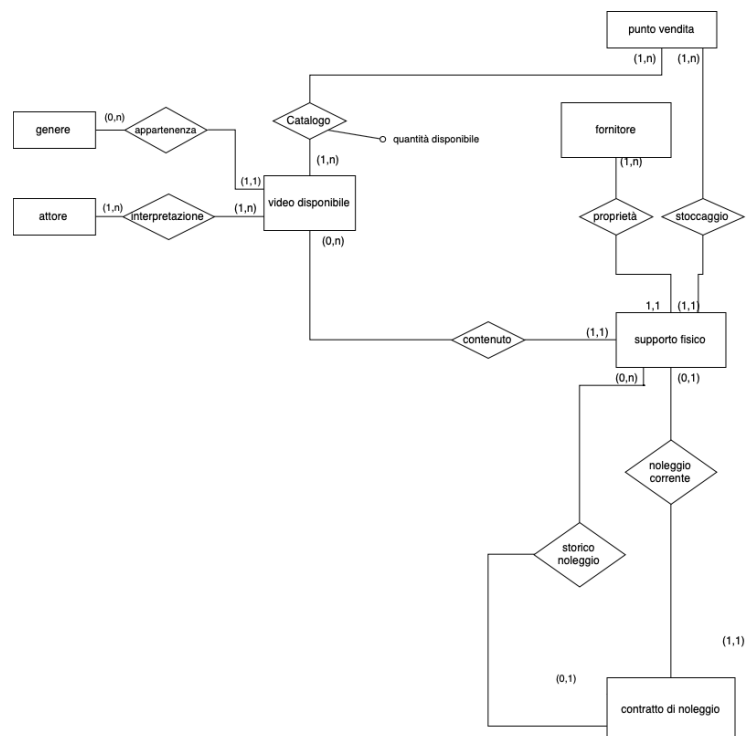 punto vendita
(1,n)
(1,n)
fornitore
(1,n)
Catalogo
quantità disponibile
(1,n)
genere
(0,n)
appartenenza
(1,1)
attore
(1,n)
interpretazione
(1,n)
video disponibile
(0,n)
proprietà
stoccaggio
1,1
(1,1)
contenuto
(1,1)
supporto fisico
(0,n)
(0,1)
noleggio
corrente
storico
noleggio
(1,1)
(0,1)
contratto di noleggio